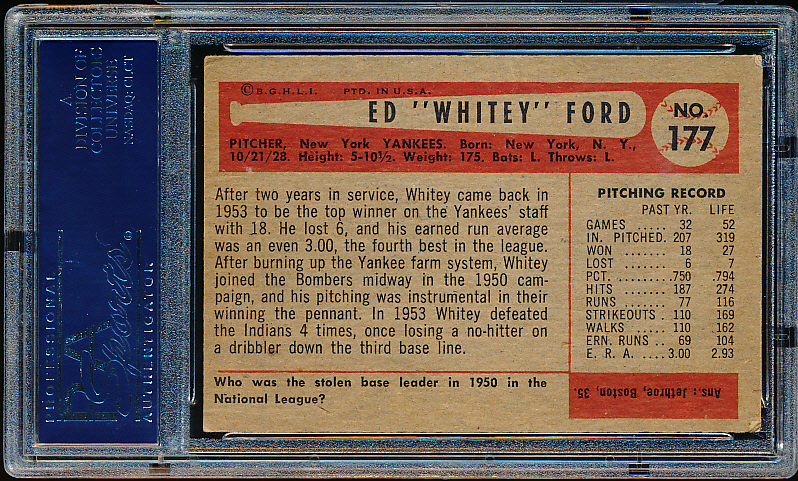 A
DIVISION OF
COLLECTORS
UNIVERSE
NASDAQ: CLCT
PROFESSIONAL
PSA
Sports
AUTHENTICATOR
©B.G.H.L.I. PTD. IN U.S.A.
ED "WHITEY" FORD
NO.
177
PITCHER, New York YANKEES. Born: New York, N. Y.,
10/21/28. Height: 5-10½. Weight: 175. Bats: L. Throws: L.
After two years in service, Whitey came back in
1953 to be the top winner on the Yankees' staff
with 18. He lost 6, and his earned run average
was an even 3.00, the fourth best in the league.
After burning up the Yankee farm system, Whitey
joined the Bombers midway in the 1950 cam-
paign, and his pitching was instrumental in their
winning the pennant. In 1953 Whitey defeated
the Indians 4 times, once losing a no-hitter on
a dribbler down the third base line.
PITCHING RECORD
PAST YR. LIFE
GAMES ...... 32 52
IN. PITCHED. 207 319
WON ...... 18 27
LOST ...... 6 7
PCT. ...... .750 .794
HITS ...... 187 274
RUNS ...... 77 116
STRIKEOUTS . 110 169
WALKS ..... 110 162
ERN. RUNS .. 69 104
E. R. A. .... 3.00 2.93
Who was the stolen base leader in 1950 in the
National League?
Ans.: Jethroe, Boston, 35.